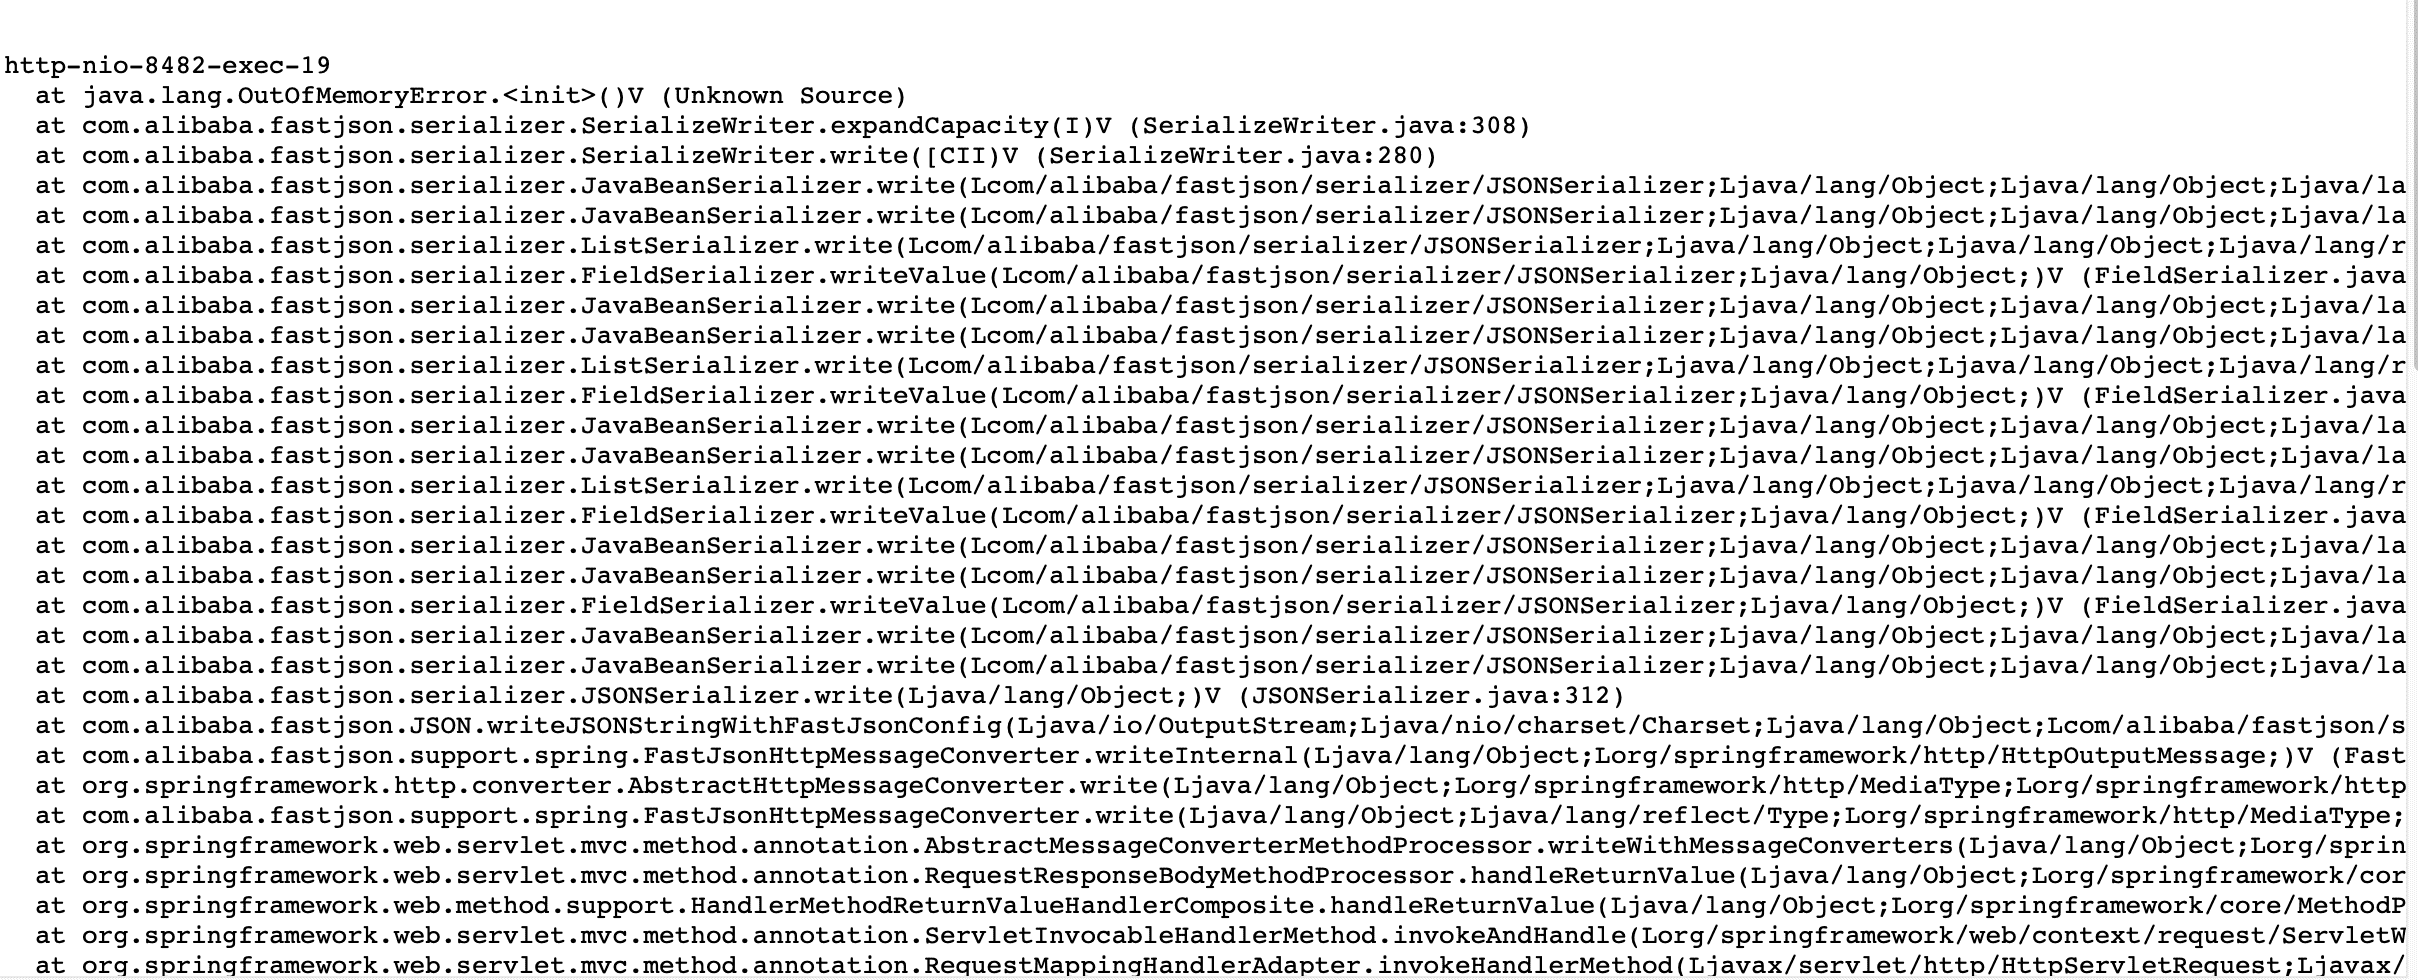 http-nio-8482-exec-19
at java.lang.OutOfMemoryError.<init>()V (Unknown Source)
at com.alibaba.fastjson.serializer.SerializeWriter.expandCapacity(I)V (SerializeWriter.java:308)
at com.alibaba.fastjson.serializer.SerializeWriter.write([CII)V (SerializeWriter.java:280)
at com.alibaba.fastjson.serializer.JavaBeanSerializer.write(Lcom/alibaba/fastjson/serializer/JSONSerializer;Ljava/lang/Object;Ljava/lang/Object;Ljava/la
at com.alibaba.fastjson.serializer.JavaBeanSerializer.write(Lcom/alibaba/fastjson/serializer/JSONSerializer;Ljava/lang/Object;Ljava/lang/Object;Ljava/la
at com.alibaba.fastjson.serializer.ListSerializer.write(Lcom/alibaba/fastjson/serializer/JSONSerializer;Ljava/lang/Object;Ljava/lang/Object;Ljava/lang/r
at com.alibaba.fastjson.serializer.FieldSerializer.writeValue(Lcom/alibaba/fastjson/serializer/JSONSerializer;Ljava/lang/Object;)V (FieldSerializer.java
at com.alibaba.fastjson.serializer.JavaBeanSerializer.write(Lcom/alibaba/fastjson/serializer/JSONSerializer;Ljava/lang/Object;Ljava/lang/Object;Ljava/la
at com.alibaba.fastjson.serializer.JavaBeanSerializer.write(Lcom/alibaba/fastjson/serializer/JSONSerializer;Ljava/lang/Object;Ljava/lang/Object;Ljava/la
at com.alibaba.fastjson.serializer.ListSerializer.write(Lcom/alibaba/fastjson/serializer/JSONSerializer;Ljava/lang/Object;Ljava/lang/Object;Ljava/lang/r
at com.alibaba.fastjson.serializer.FieldSerializer.writeValue(Lcom/alibaba/fastjson/serializer/JSONSerializer;Ljava/lang/Object;)V (FieldSerializer.java
at com.alibaba.fastjson.serializer.JavaBeanSerializer.write(Lcom/alibaba/fastjson/serializer/JSONSerializer;Ljava/lang/Object;Ljava/lang/Object;Ljava/la
at com.alibaba.fastjson.serializer.JavaBeanSerializer.write(Lcom/alibaba/fastjson/serializer/JSONSerializer;Ljava/lang/Object;Ljava/lang/Object;Ljava/la
at com.alibaba.fastjson.serializer.ListSerializer.write(Lcom/alibaba/fastjson/serializer/JSONSerializer;Ljava/lang/Object;Ljava/lang/Object;Ljava/lang/r
at com.alibaba.fastjson.serializer.FieldSerializer.writeValue(Lcom/alibaba/fastjson/serializer/JSONSerializer;Ljava/lang/Object;)V (FieldSerializer.java
at com.alibaba.fastjson.serializer.JavaBeanSerializer.write(Lcom/alibaba/fastjson/serializer/JSONSerializer;Ljava/lang/Object;Ljava/lang/Object;Ljava/la
at com.alibaba.fastjson.serializer.JavaBeanSerializer.write(Lcom/alibaba/fastjson/serializer/JSONSerializer;Ljava/lang/Object;Ljava/lang/Object;Ljava/la
at com.alibaba.fastjson.serializer.FieldSerializer.writeValue(Lcom/alibaba/fastjson/serializer/JSONSerializer;Ljava/lang/Object;)V (FieldSerializer.java
at com.alibaba.fastjson.serializer.JavaBeanSerializer.write(Lcom/alibaba/fastjson/serializer/JSONSerializer;Ljava/lang/Object;Ljava/lang/Object;Ljava/la
at com.alibaba.fastjson.serializer.JavaBeanSerializer.write(Lcom/alibaba/fastjson/serializer/JSONSerializer;Ljava/lang/Object;Ljava/lang/Object;Ljava/la
at com.alibaba.fastjson.serializer.JSONSerializer.write(Ljava/lang/Object;)V (JSONSerializer.java:312)
at com.alibaba.fastjson.JSON.writeJSONStringWithFastJsonConfig(Ljava/io/OutputStream;Ljava/nio/charset/Charset;Ljava/lang/Object;Lcom/alibaba/fastjson/s
at com.alibaba.fastjson.support.spring.FastJsonHttpMessageConverter.writeInternal(Ljava/lang/Object;Lorg/springframework/http/HttpOutputMessage;)V (Fast
at org.springframework.http.converter.AbstractHttpMessageConverter.write(Ljava/lang/Object;Lorg/springframework/http/MediaType;Lorg/springframework/http
at com.alibaba.fastjson.support.spring.FastJsonHttpMessageConverter.write(Ljava/lang/Object;Ljava/lang/reflect/Type;Lorg/springframework/http/MediaType;
at org.springframework.web.servlet.mvc.method.annotation.AbstractMessageConverterMethodProcessor.writeWithMessageConverters(Ljava/lang/Object;Lorg/sprin
at org.springframework.web.servlet.mvc.method.annotation.RequestResponseBodyMethodProcessor.handleReturnValue(Ljava/lang/Object;Lorg/springframework/cor
at org.springframework.web.method.support.HandlerMethodReturnValueHandlerComposite.handleReturnValue(Ljava/lang/Object;Lorg/springframework/core/MethodP
at org.springframework.web.servlet.mvc.method.annotation.ServletInvocableHandlerMethod.invokeAndHandle(Lorg/springframework/web/context/request/ServletW
at org.springframework.web.servlet.mvc.method.annotation.RequestMappingHandlerAdapter.invokeHandlerMethod(Ljavax/servlet/http/HttpServletRequest;Ljavax/